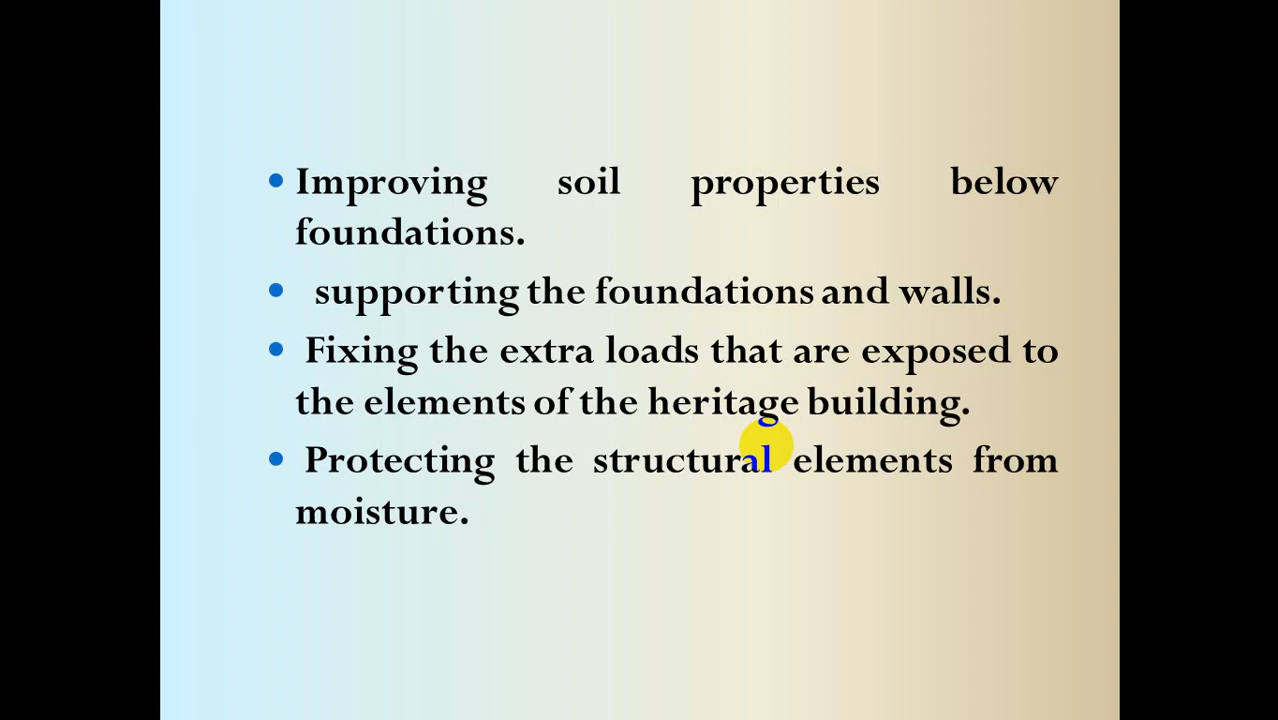 • Improving soil properties below
foundations.
• supporting the foundations and walls.
• Fixing the extra loads that are exposed to
the elements of the heritage building.
• Protecting the structural elements from
moisture.